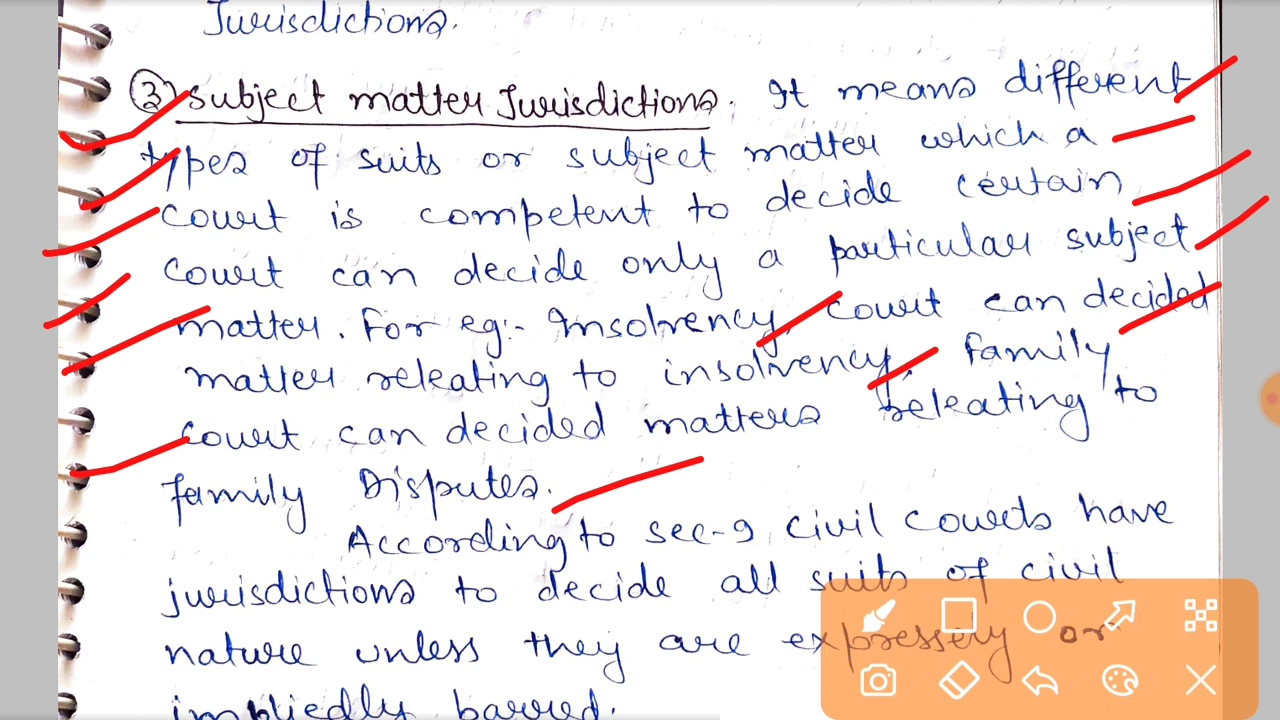 Jurisdictions.
③ Subject matter Jurisdictions. It means different
types of suits or subject matter which a
court is competent to decide certain
court can decide only a particular subject
matter. For eg:- Insolvency, court can decided
matter releating to insolvency, family
court can decided matters releating to
family Disputes.
According to sec-9, civil courts have
jurisdictions to decide all suits of civil
nature unless they are expressely or
impliedly barred.